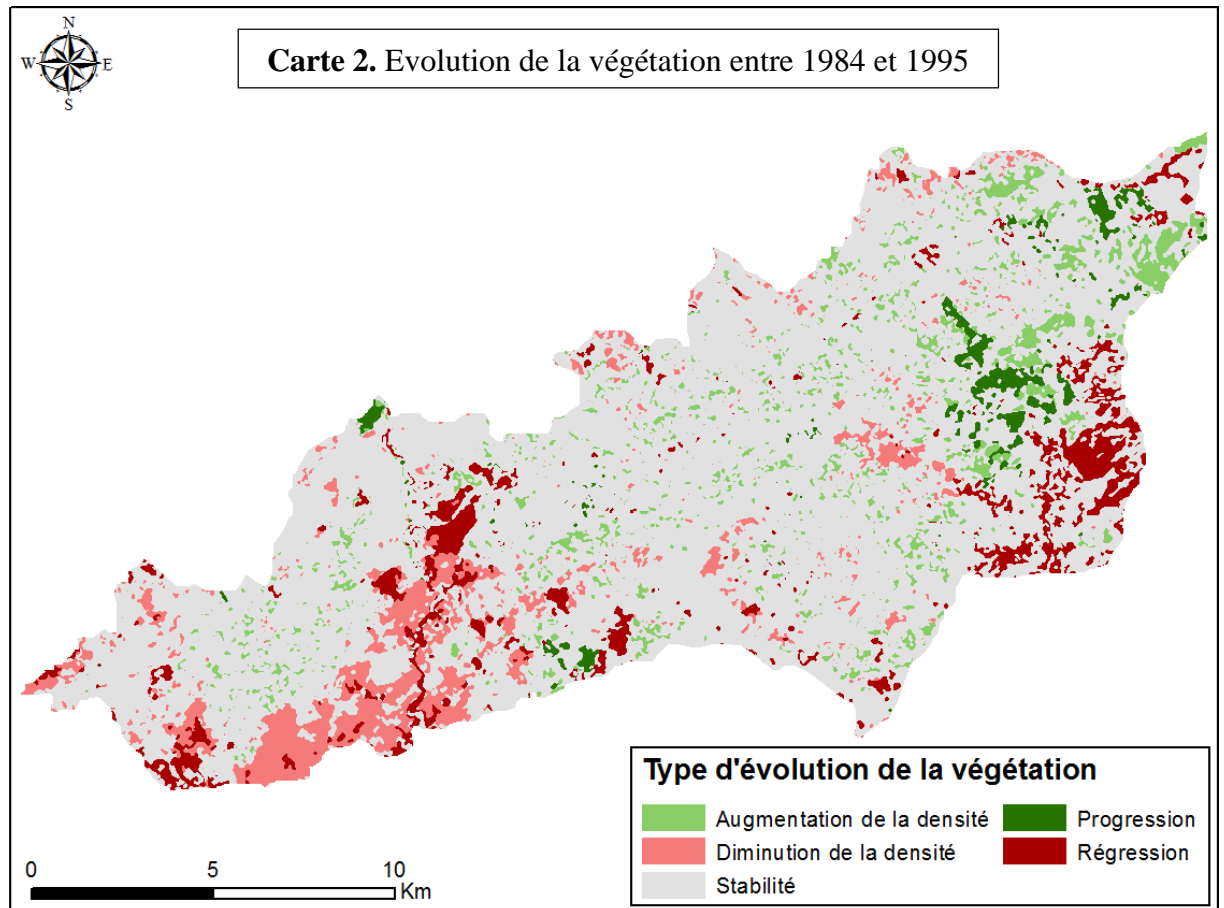 N
W E
S
Carte 2. Evolution de la végétation entre 1984 et 1995
Type d'évolution de la végétation
Augmentation de la densité
Progression
Diminution de la densité
Régression
Stabilité
0 5 10
Km